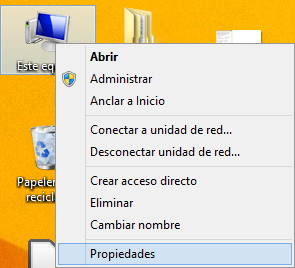 Este eq
Abrir
Administrar
Anclar a Inicio
Conectar a unidad de red...
Desconectar unidad de red...
Papele
recicl
Crear acceso directo
Eliminar
Cambiar nombre
Propiedades